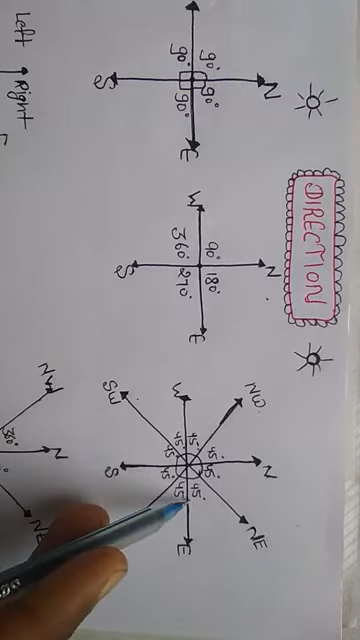 DIRECTION
N
90° 90°
S
90° 90°
E
W
N
90° 180°
360° 270°
S
E
NW
N
NE
W
E
SW
S
45° 45°
45° 45°
45 45
45 45
Left
Right
NW
N
NE
360°